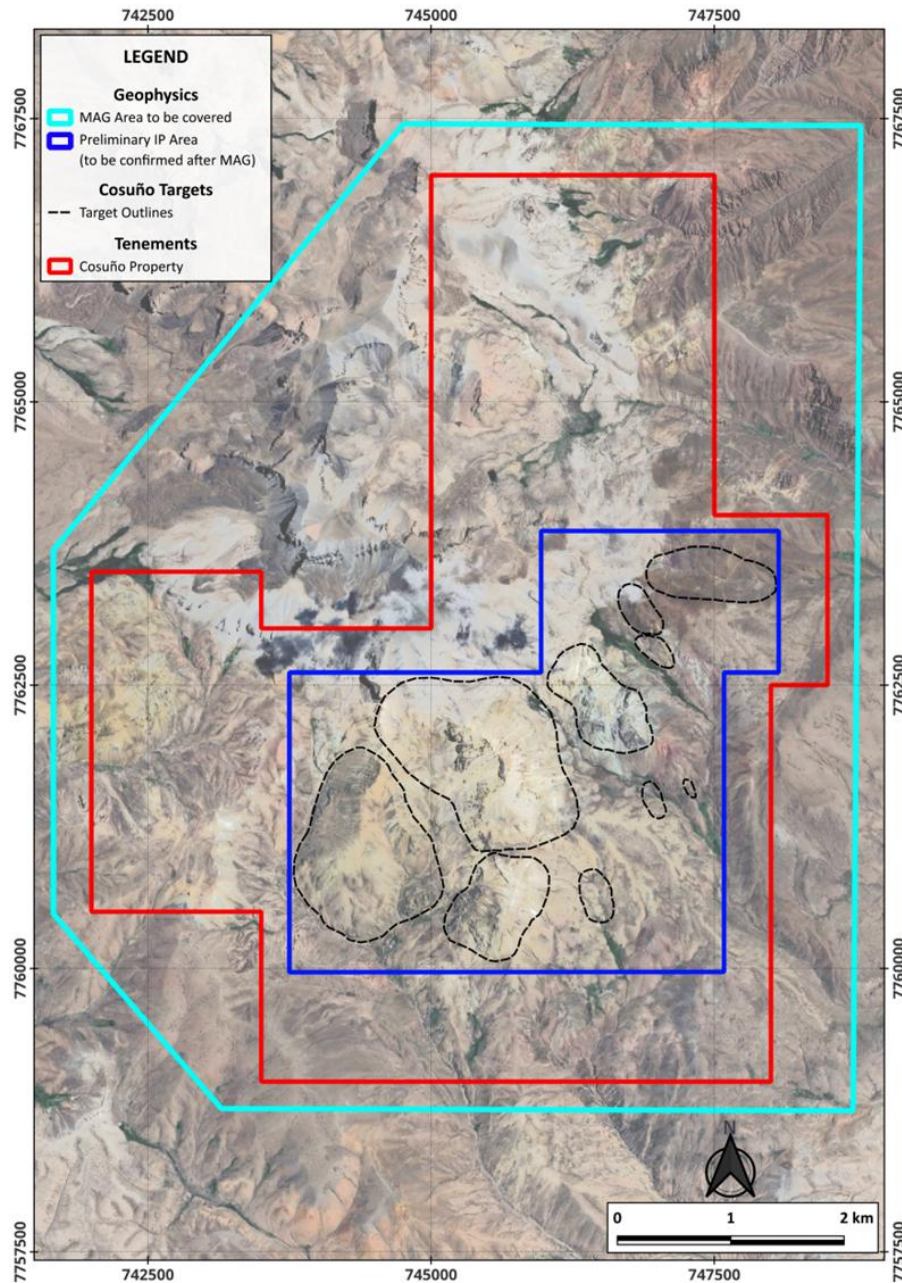 742500 745000 747500
LEGEND
Geophysics
MAG Area to be covered
Preliminary IP Area
(to be confirmed after MAG)
Cosuño Targets
Target Outlines
Tenements
Cosuño Property
7767500 7767500
7765000 7765000
7762500 7762500
7760000 7760000
7757500 7757500
N
0 1 2 km
742500 745000 747500